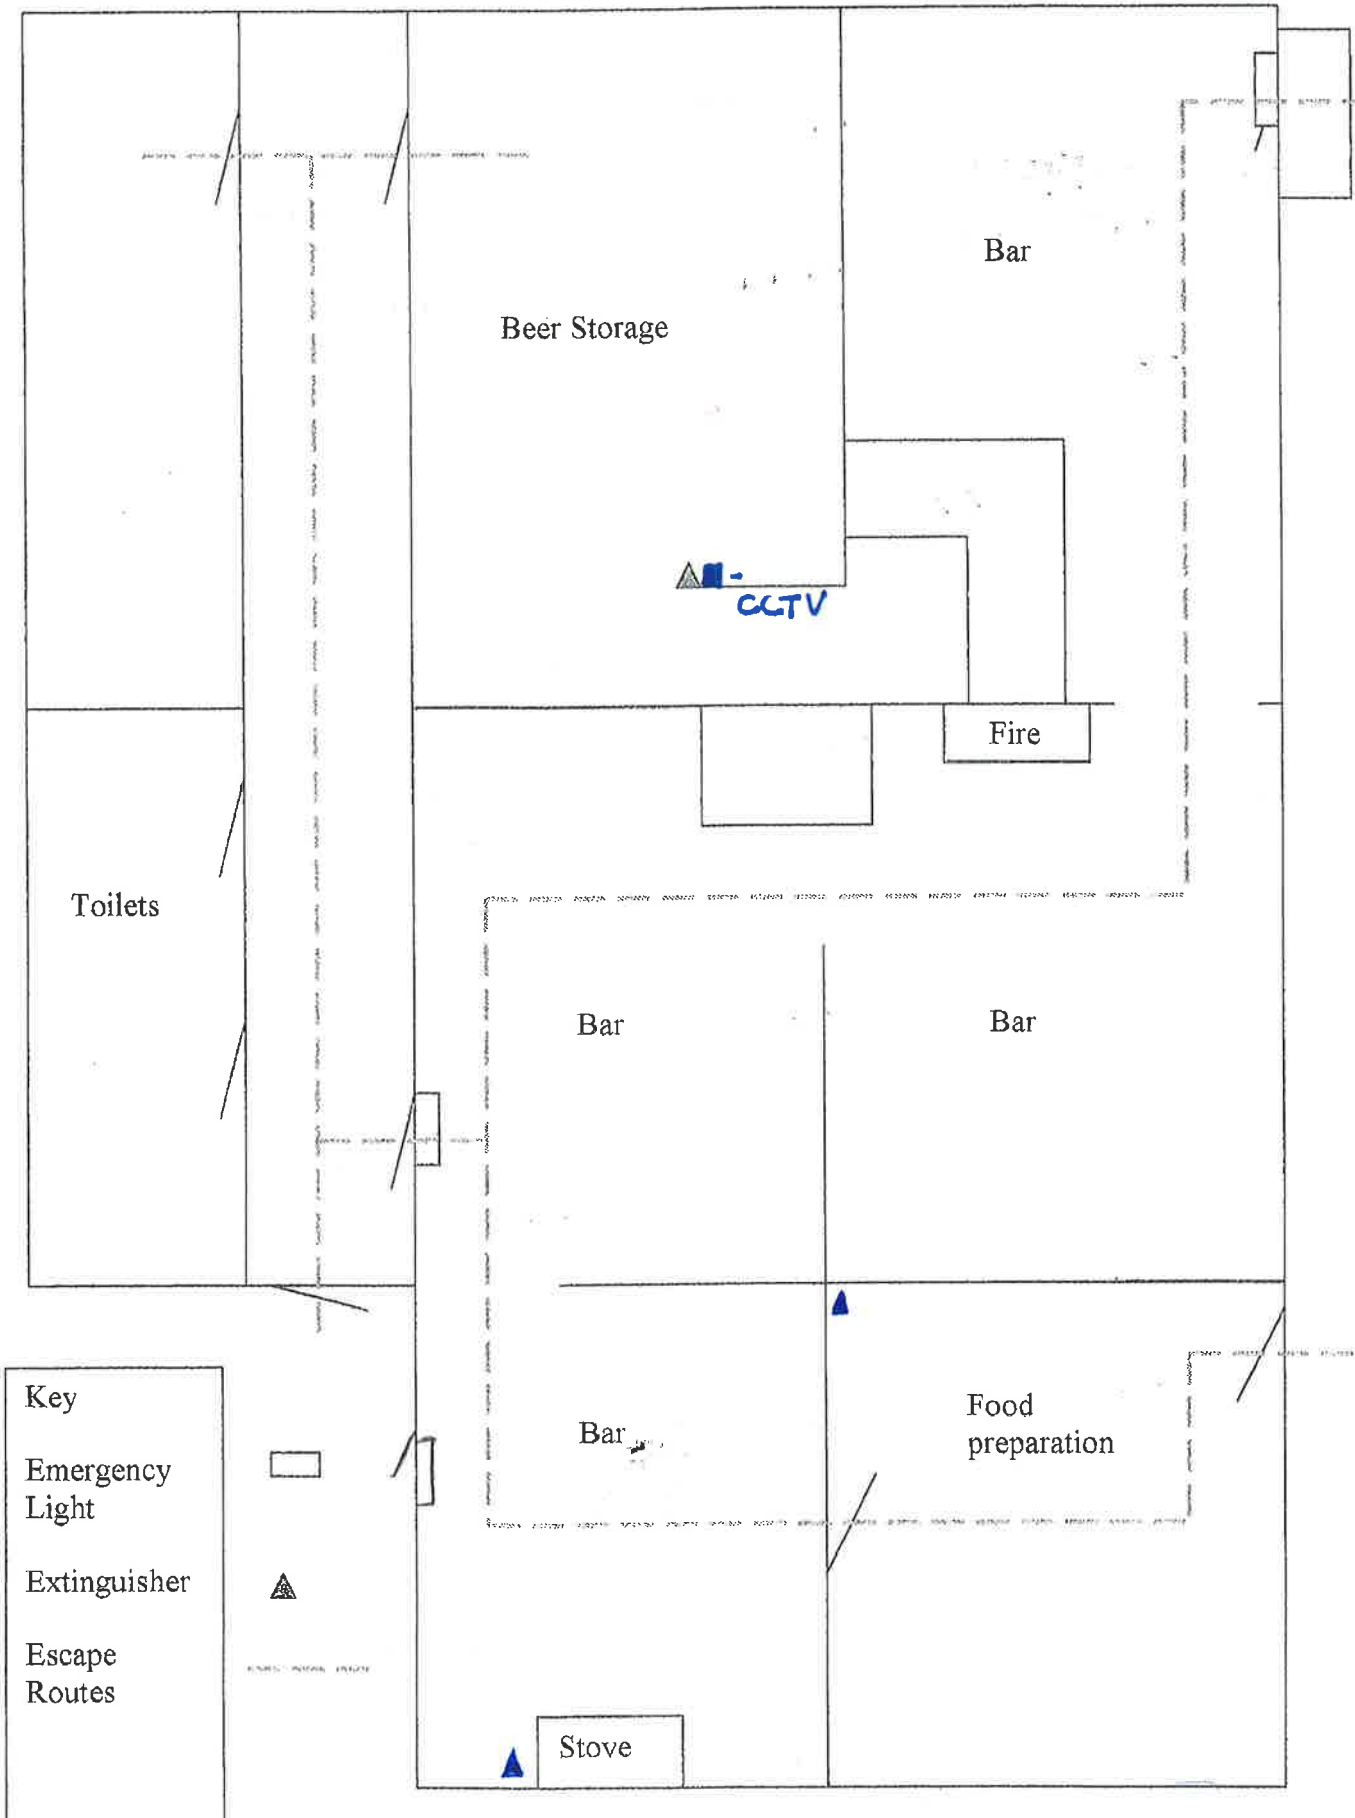 Bar
Beer Storage
CCTV
Fire
Toilets
Bar
Bar
Key
Emergency
Light
Extinguisher
Escape
Routes
Bar
Food
preparation
Stove